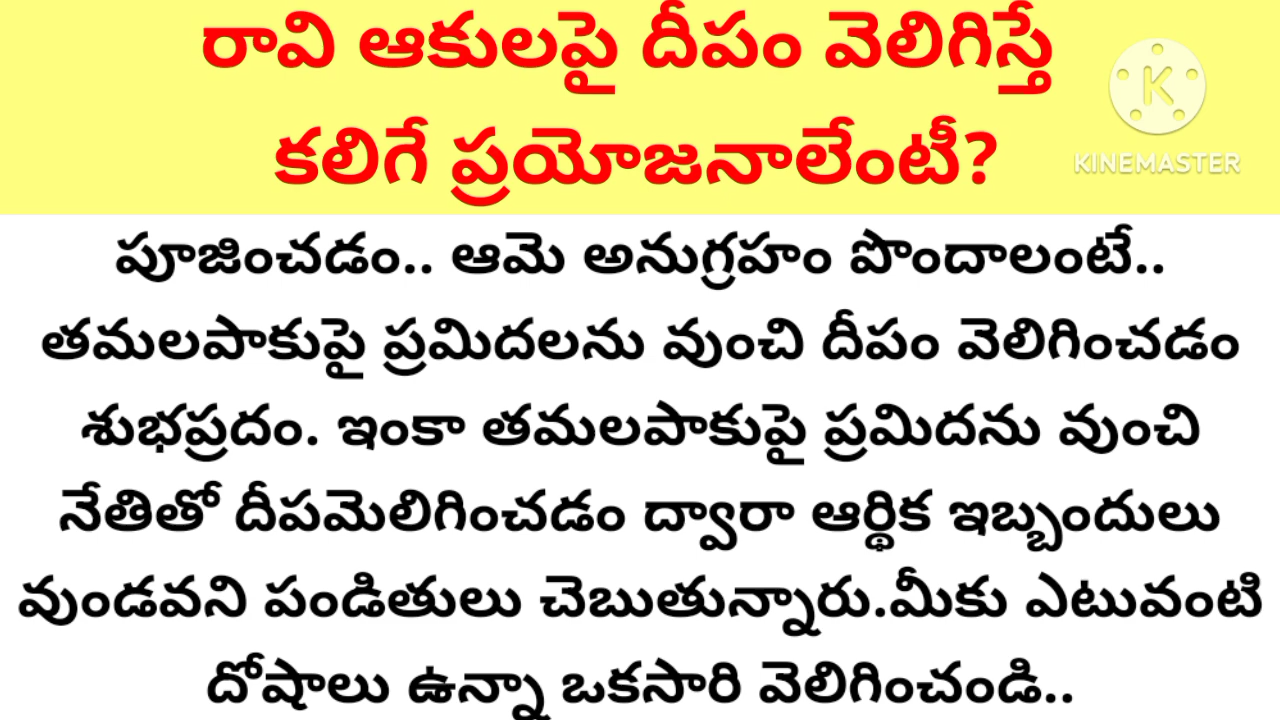 రావి ఆకులపై దీపం వెలిగిస్తే
కలిగే ప్రయోజనాలేంటీ?
KINEMASTER
పూజించడం.. ఆమె అనుగ్రహం పొందాలంటే..
తమలపాకుపై ప్రమిదలను వుంచి దీపం వెలిగించడం
శుభప్రదం. ఇంకా తమలపాకుపై ప్రమిదను వుంచి
నేతితో దీపమెలిగించడం ద్వారా ఆర్థిక ఇబ్బందులు
వుండవని పండితులు చెబుతున్నారు.మీకు ఎటువంటి
దోషాలు ఉన్నా ఒకసారి వెలిగించండి..